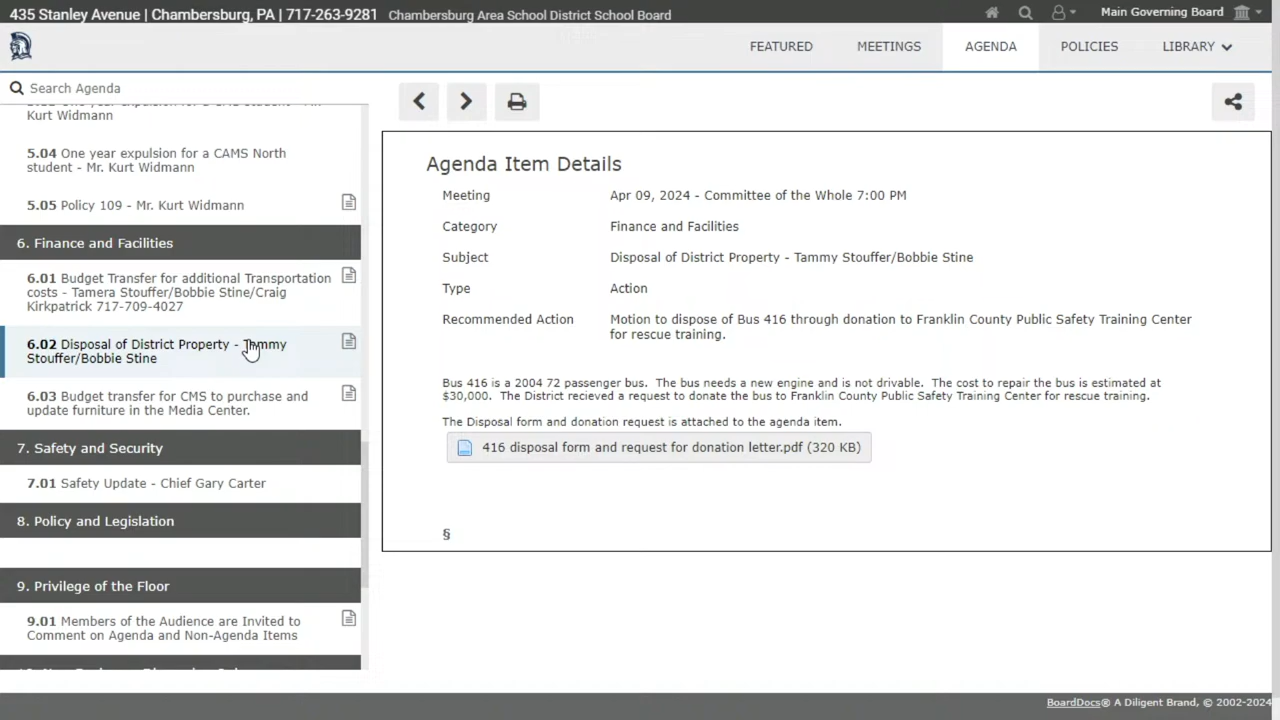 435 Stanley Avenue | Chambersburg, PA | 717-263-9281 Chambersburg Area School District School Board
Main Governing Board
FEATURED MEETINGS AGENDA POLICIES LIBRARY
Search Agenda
Kurt Widmann
5.04 One year expulsion for a CAMS North
student - Mr. Kurt Widmann
5.05 Policy 109 - Mr. Kurt Widmann
6. Finance and Facilities
6.01 Budget Transfer for additional Transportation
costs - Tamera Stouffer/Bobbie Stine/Craig
Kirkpatrick 717-709-4027
6.02 Disposal of District Property - Tammy
Stouffer/Bobbie Stine
6.03 Budget transfer for CMS to purchase and
update furniture in the Media Center.
7. Safety and Security
7.01 Safety Update - Chief Gary Carter
8. Policy and Legislation
9. Privilege of the Floor
9.01 Members of the Audience are Invited to
Comment on Agenda and Non-Agenda Items
Agenda Item Details
Meeting Apr 09, 2024 - Committee of the Whole 7:00 PM
Category Finance and Facilities
Subject Disposal of District Property - Tammy Stouffer/Bobbie Stine
Type Action
Recommended Action Motion to dispose of Bus 416 through donation to Franklin County Public Safety Training Center
for rescue training.
Bus 416 is a 2004 72 passenger bus. The bus needs a new engine and is not drivable. The cost to repair the bus is estimated at
$30,000. The District recieved a request to donate the bus to Franklin County Public Safety Training Center for rescue training.
The Disposal form and donation request is attached to the agenda item.
416 disposal form and request for donation letter.pdf (320 KB)
§
BoardDocs® A Diligent Brand, © 2002-2024